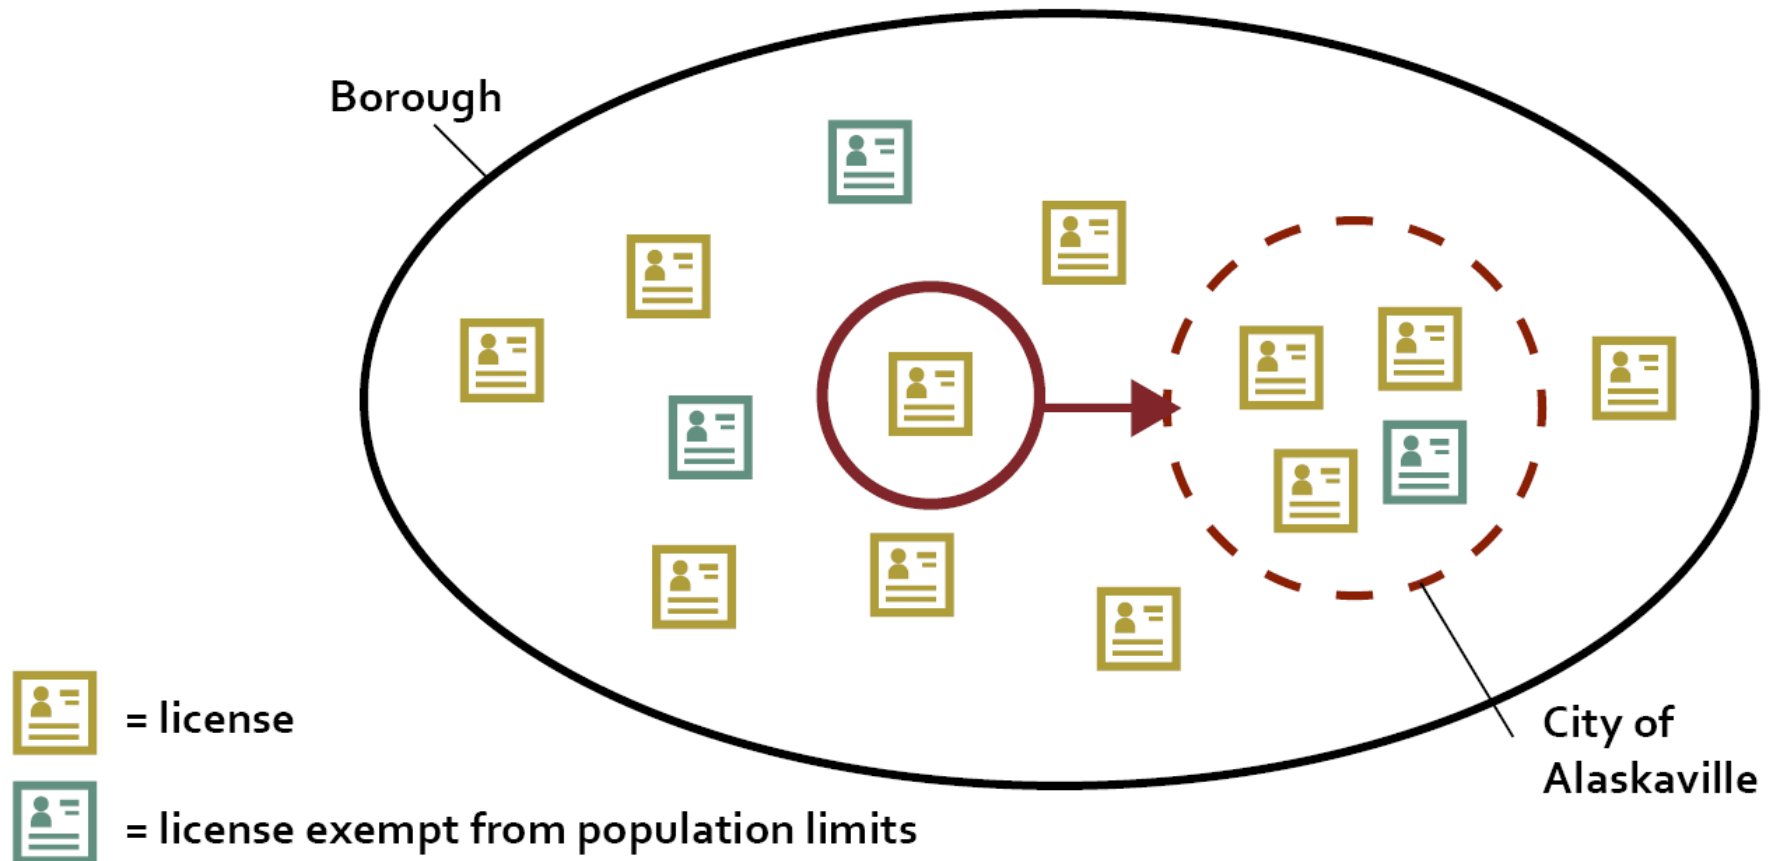 Borough
= license
= license exempt from population limits
City of
Alaskaville